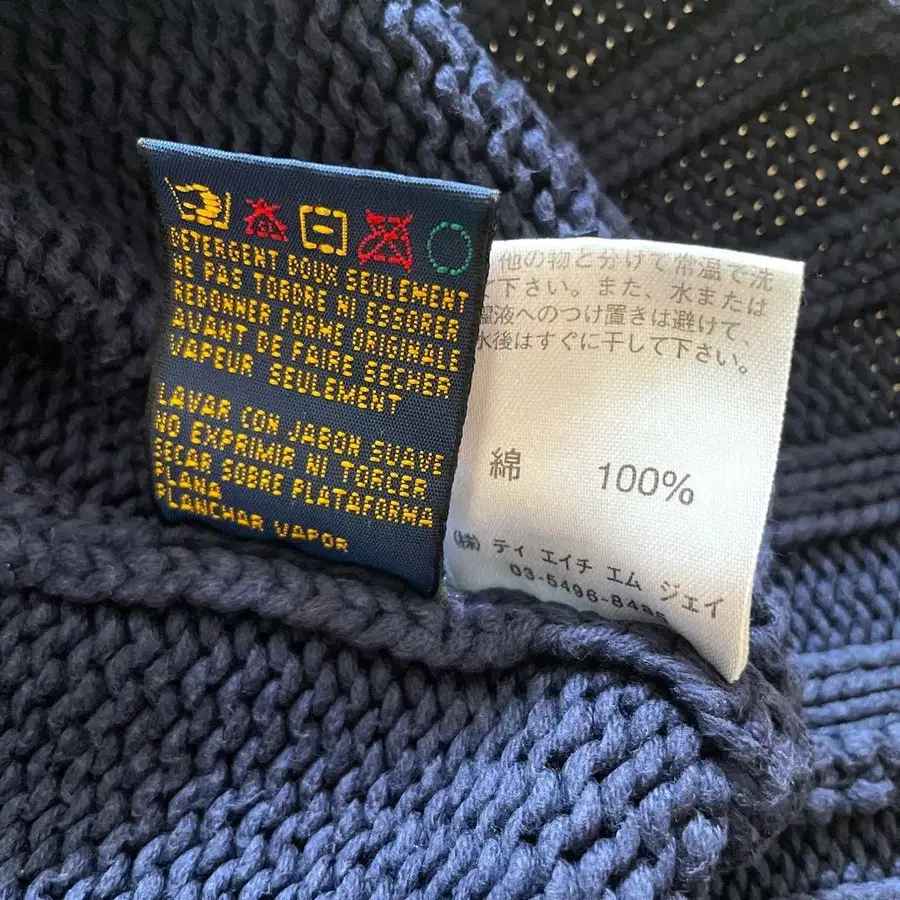 DETERGENT DOUX SEULEMENT
NE PAS TORDRE NI ESSORER
REDONNER FORME ORIGINALE
AVANT DE FAIRE SECHER
VAPEUR SEULEMENT
LAVAR CON JABON SUAVE
NO EXPRIMIR NI TORCER
SECAR SOBRE PLATAFORMA
PLANA
PLANCHAR VAPOR
他の物と分けて常温で洗
て下さい。また、水または
液へのつけ置きは避けて、
水後はすぐに干して下さい。
綿 100%
(株) ティ エイチ エム ジェイ